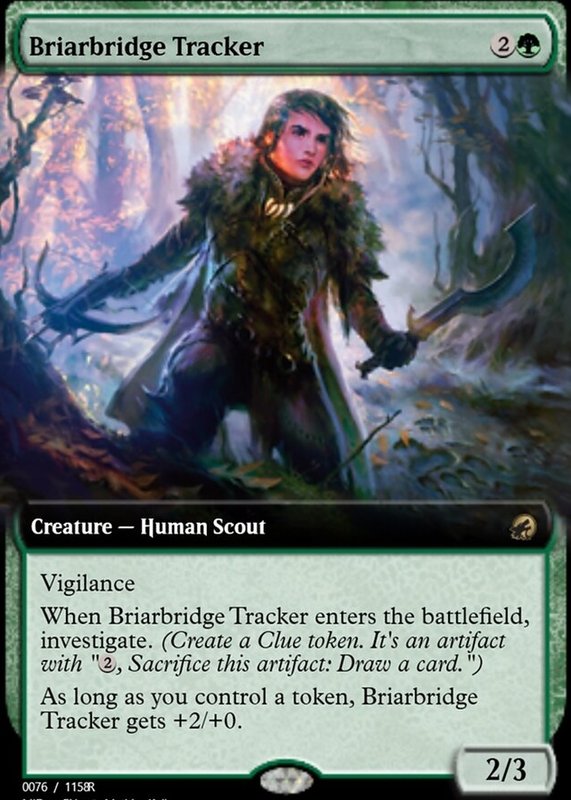 Briarbridge Tracker 2
Creature — Human Scout
Vigilance
When Briarbridge Tracker enters the battlefield,
investigate. (Create a Clue token. It's an artifact
with "2, Sacrifice this artifact: Draw a card.")
As long as you control a token, Briarbridge
Tracker gets +2/+0.
2/3
0076 / 1158R